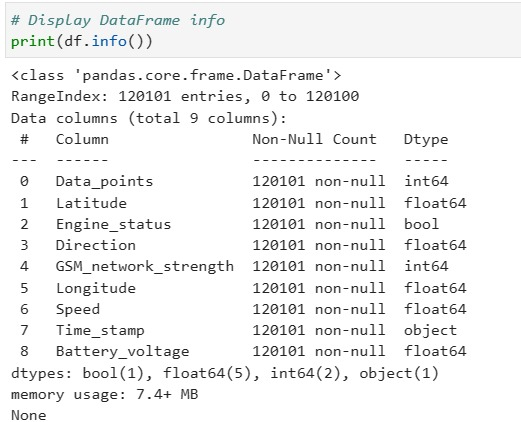 # Display DataFrame info
print(df.info())
<class 'pandas.core.frame.DataFrame'>
RangeIndex: 120101 entries, 0 to 120100
Data columns (total 9 columns):
 #   Column                Non-Null Count   Dtype
---  ------                --------------   -----
 0   Data_points           120101 non-null  int64
 1   Latitude              120101 non-null  float64
 2   Engine_status         120101 non-null  bool
 3   Direction             120101 non-null  float64
 4   GSM_network_strength  120101 non-null  int64
 5   Longitude             120101 non-null  float64
 6   Speed                 120101 non-null  float64
 7   Time_stamp            120101 non-null  object
 8   Battery_voltage       120101 non-null  float64
dtypes: bool(1), float64(5), int64(2), object(1)
memory usage: 7.4+ MB
None